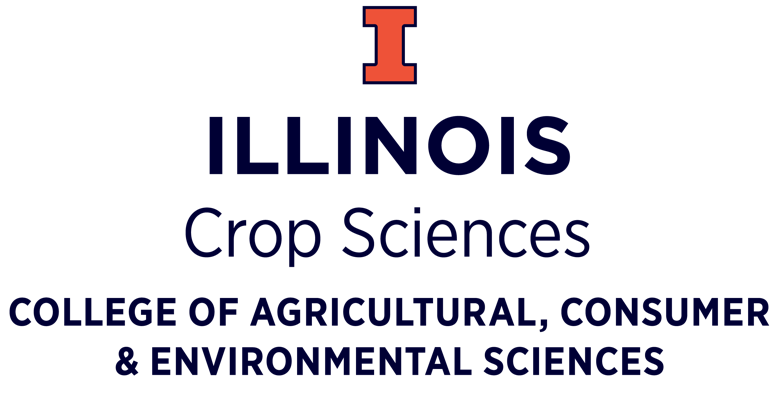 I
ILLINOIS
Crop Sciences
COLLEGE OF AGRICULTURAL, CONSUMER
& ENVIRONMENTAL SCIENCES